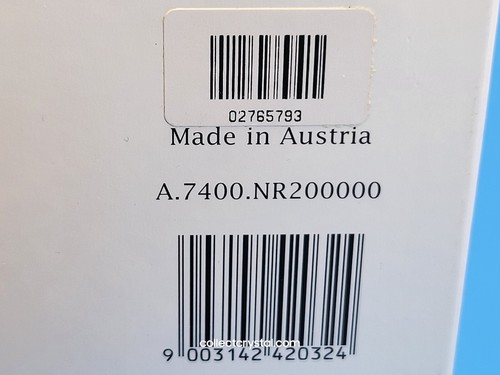 02765793
Made in Austria
A.7400.NR200000
collectcrystal.com
9 003142 420324